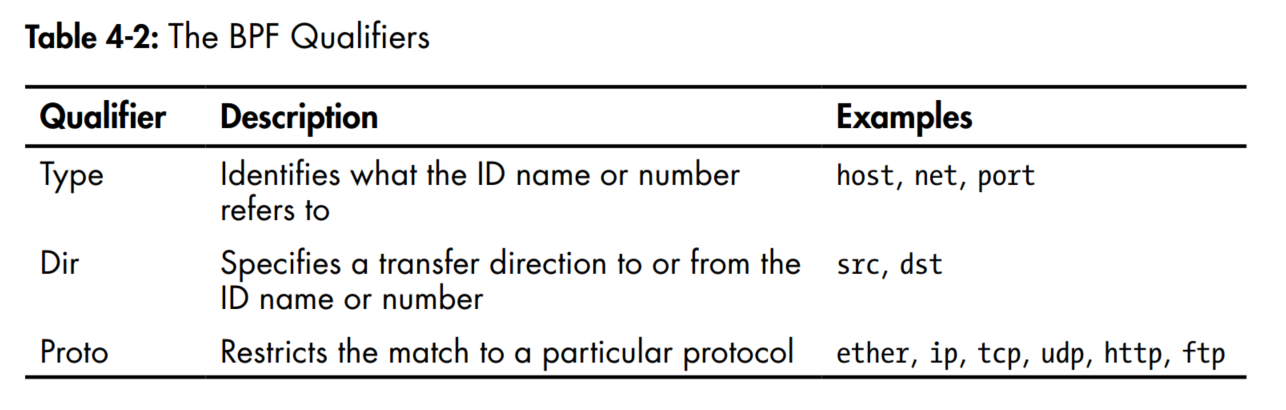 Table 4-2: The BPF Qualifiers
Qualifier Description Examples
Type Identifies what the ID name or number host, net, port
refers to
Dir Specifies a transfer direction to or from the src, dst
ID name or number
Proto Restricts the match to a particular protocol ether, ip, tcp, udp, http, ftp